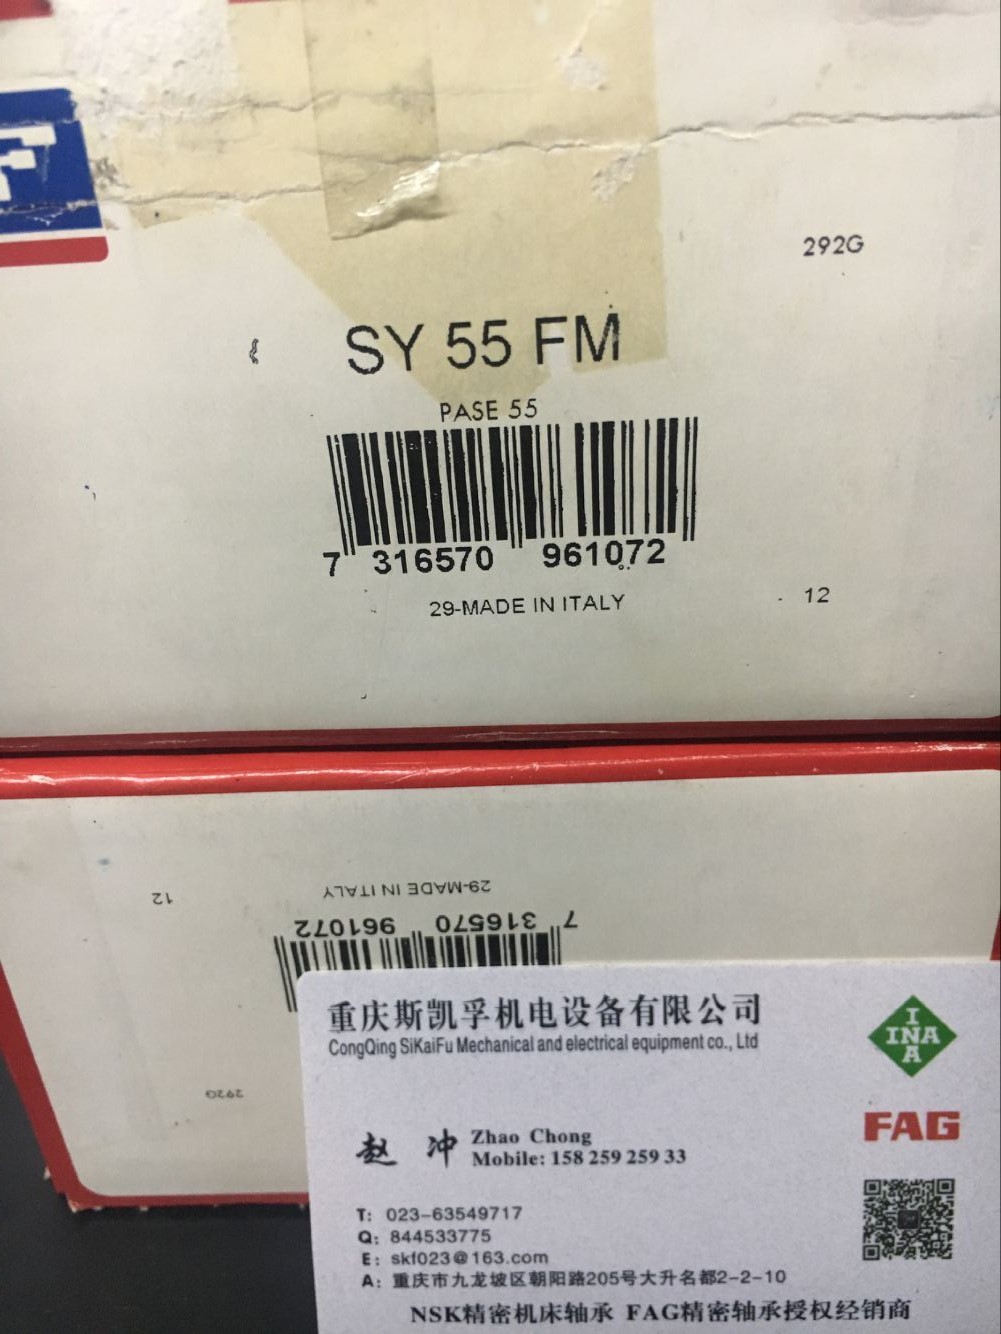 F
292G
SY 55 FM
PASE 55
7 316570 961072
29-MADE IN ITALY
12
12
29-MADE IN ITALY
7 316570 961072
292G
重庆斯凯孚机电设备有限公司
CongQing SiKaiFu Mechanical and electrical equipment co., Ltd
I
INA
A
赵 冲 Zhao Chong
Mobile: 158 259 259 33
FAG
T: 023-63549717
Q: 844533775
E: skf023@163.com
A: 重庆市九龙坡区朝阳路205号大升名都2-2-10
NSK精密机床轴承 FAG精密轴承授权经销商